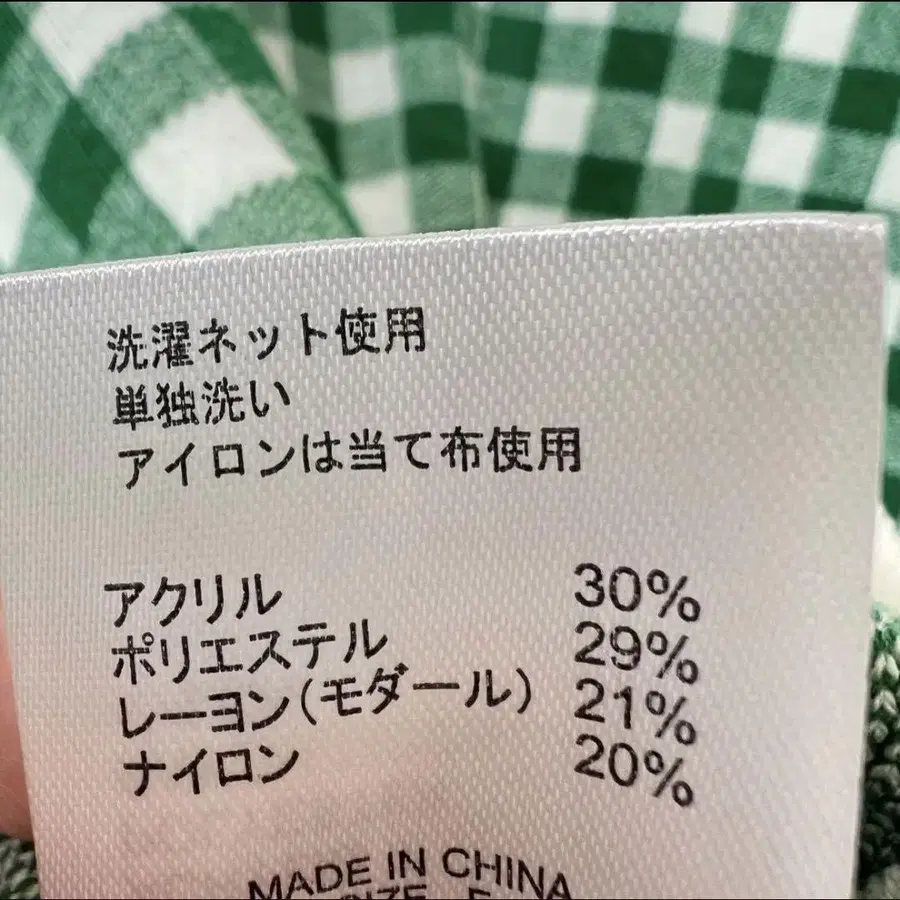 洗濯ネット使用
単独洗い
アイロンは当て布使用
アクリル 30%
ポリエステル 29%
レーヨン(モダール) 21%
ナイロン 20%
MADE IN CHINA
SIZE F